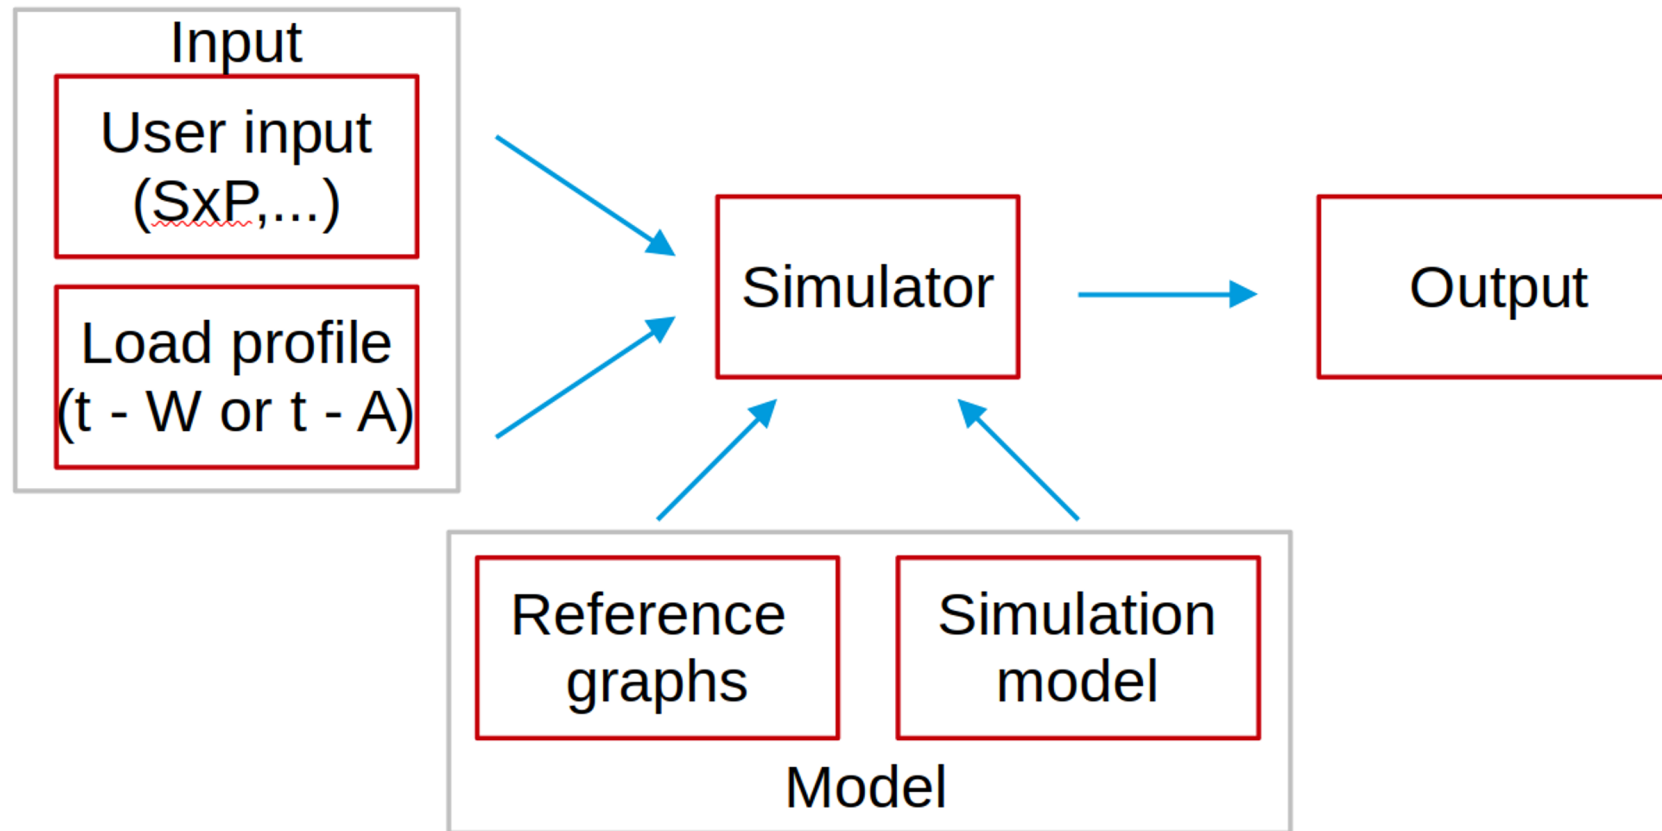 Input
User input
(SxP,...)
Load profile
(t - W or t - A)
Simulator
Output
Reference
graphs
Simulation
model
Model